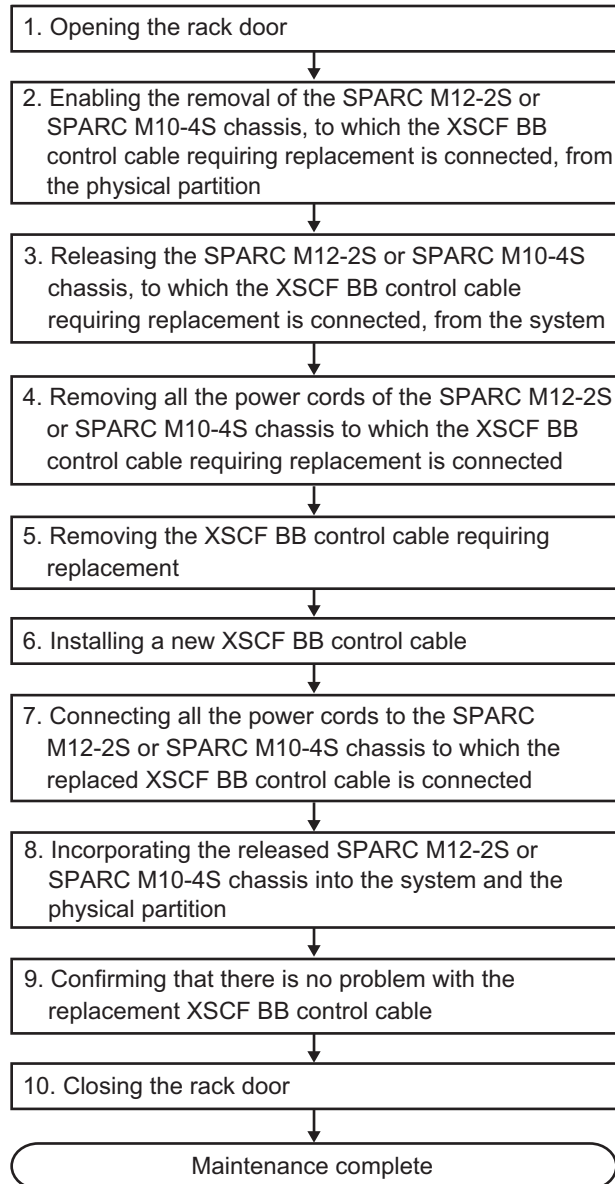 1. Opening the rack door
2. Enabling the removal of the SPARC M12-2S or
SPARC M10-4S chassis, to which the XSCF BB
control cable requiring replacement is connected, from
the physical partition
3. Releasing the SPARC M12-2S or SPARC M10-4S
chassis, to which the XSCF BB control cable
requiring replacement is connected, from the system
4. Removing all the power cords of the SPARC M12-2S
or SPARC M10-4S chassis to which the XSCF BB
control cable requiring replacement is connected
5. Removing the XSCF BB control cable requiring
replacement
6. Installing a new XSCF BB control cable
7. Connecting all the power cords to the SPARC
M12-2S or SPARC M10-4S chassis to which the
replaced XSCF BB control cable is connected
8. Incorporating the released SPARC M12-2S or
SPARC M10-4S chassis into the system and the
physical partition
9. Confirming that there is no problem with the
replacement XSCF BB control cable
10. Closing the rack door
Maintenance complete